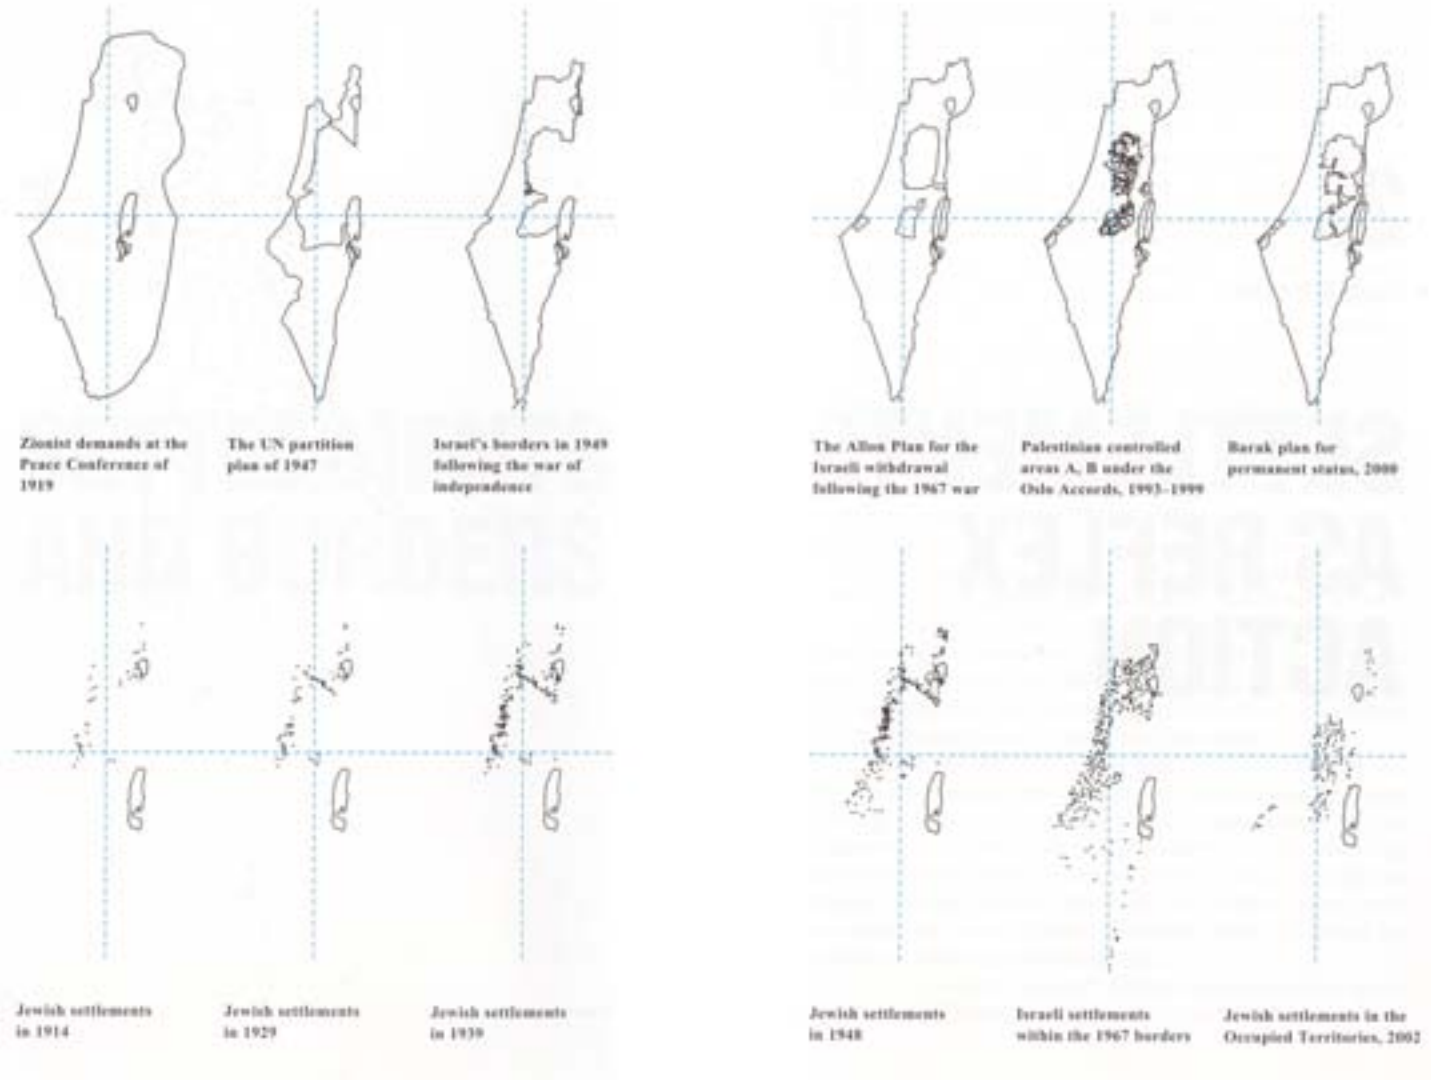 Zionist demands at the
Peace Conference of
1919
The UN partition
plan of 1947
Israel's borders in 1949
following the war of
independence
The Allon Plan for the
Israeli withdrawal
following the 1967 war
Palestinian controlled
areas A, B under the
Oslo Accords, 1993–1999
Barak plan for
permanent status, 2000
AS REFLEX
ACTION
Jewish settlements
in 1914
Jewish settlements
in 1929
Jewish settlements
in 1939
Jewish settlements
in 1948
Israeli settlements
within the 1967 borders
Jewish settlements in the
Occupied Territories, 2002